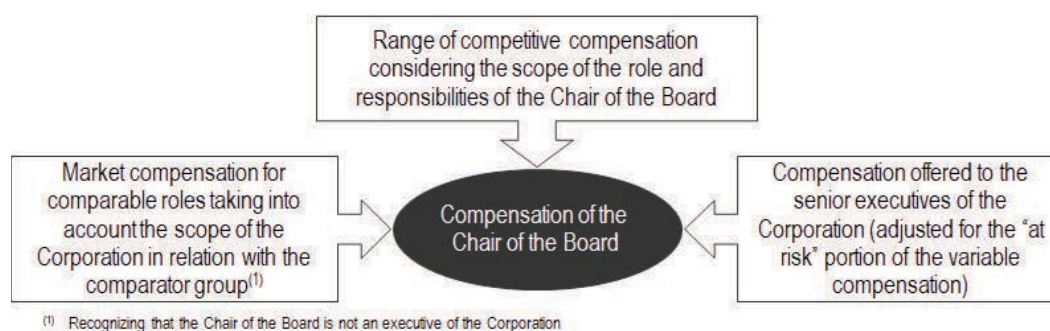 Range of competitive compensation
considering the scope of the role and
responsibilities of the Chair of the Board
Market compensation for
comparable roles taking into
account the scope of the
Corporation in relation with the
comparator group(1)
Compensation of the
Chair of the Board
Compensation offered to the
senior executives of the
Corporation (adjusted for the “at
risk” portion of the variable
compensation)
(1) Recognizing that the Chair of the Board is not an executive of the Corporation